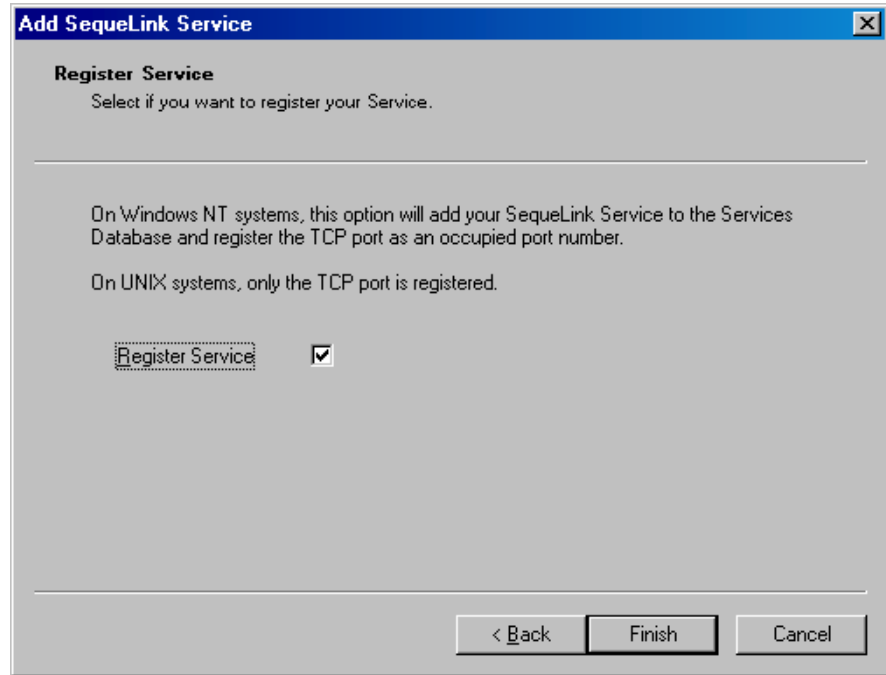 Add SequeLink Service
Register Service
Select if you want to register your Service.
On Windows NT systems, this option will add your SequeLink Service to the Services
Database and register the TCP port as an occupied port number.
On UNIX systems, only the TCP port is registered.
Register Service
< Back Finish Cancel